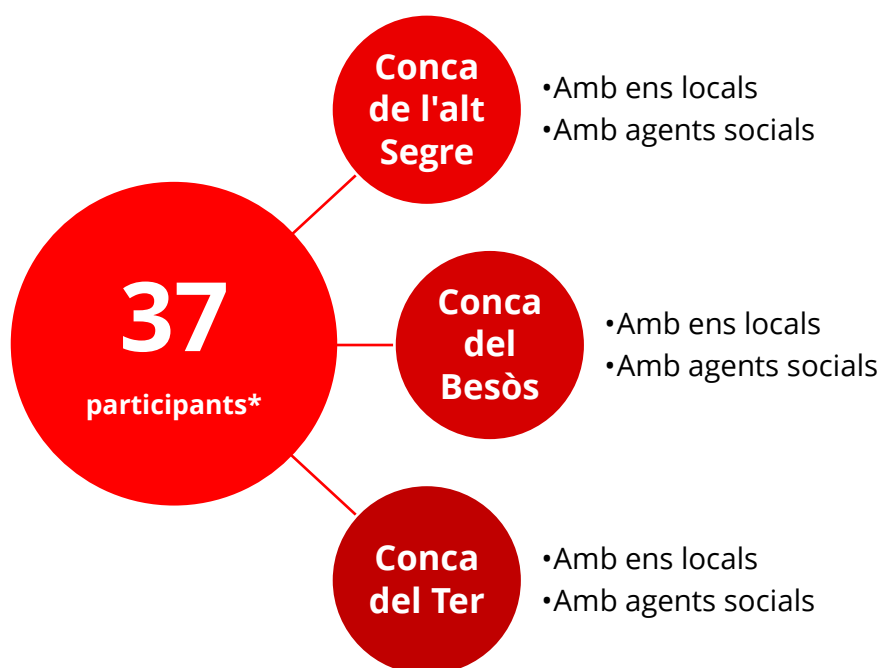 37
participants*
Conca
de l'alt
Segre
•Amb ens locals
•Amb agents socials
Conca
del
Besòs
•Amb ens locals
•Amb agents socials
Conca
del Ter
•Amb ens locals
•Amb agents socials